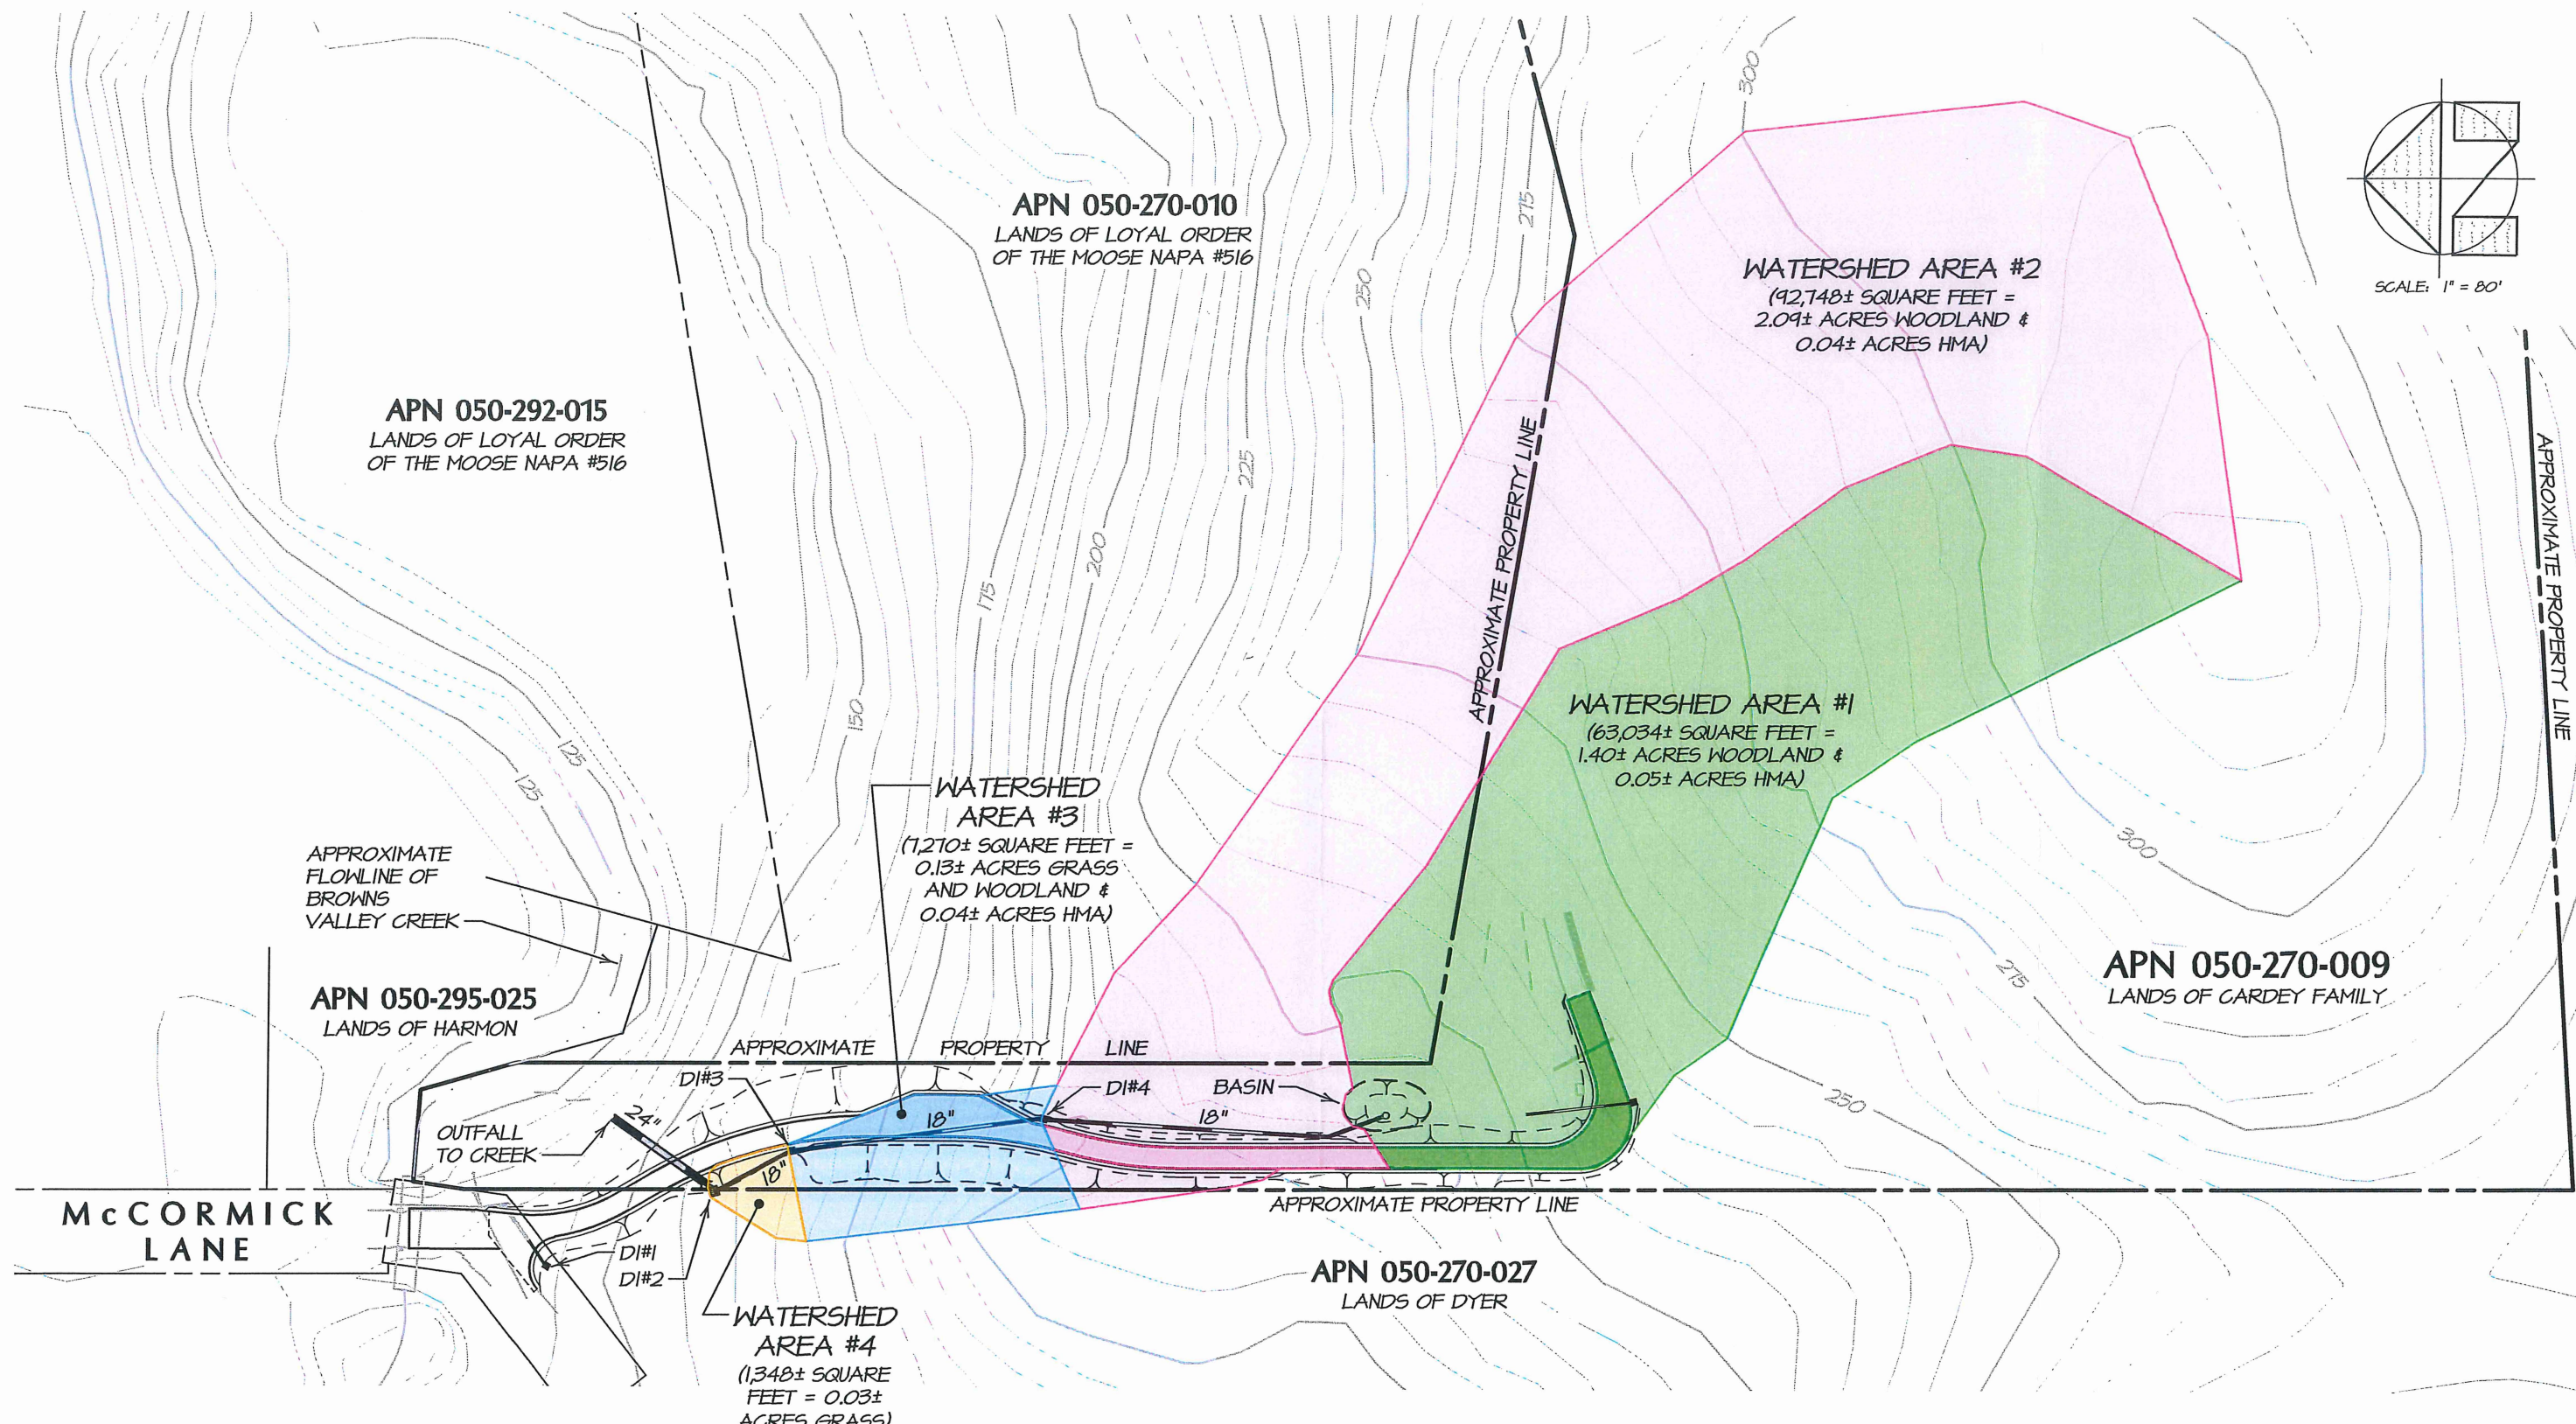 300
APN 050-270-010
LANDS OF LOYAL ORDER
OF THE MOOSE NAPA #516
275
SCALE: 1" = 80'
WATERSHED AREA #2
(92,748± SQUARE FEET =
2.09± ACRES WOODLAND &
0.04± ACRES HMA)
250
APN 050-292-015
LANDS OF LOYAL ORDER
OF THE MOOSE NAPA #516
225
APPROXIMATE PROPERTY LINE
APPROXIMATE PROPERTY LINE
200
175
150
125
125
WATERSHED AREA #1
(63,034± SQUARE FEET =
1.40± ACRES WOODLAND &
0.05± ACRES HMA)
WATERSHED
AREA #3
(7,270± SQUARE FEET =
0.13± ACRES GRASS
AND WOODLAND &
0.04± ACRES HMA)
300
APPROXIMATE
FLOWLINE OF
BROWNS
VALLEY CREEK
275
APN 050-270-009
LANDS OF CARDEY FAMILY
APN 050-295-025
LANDS OF HARMON
APPROXIMATE PROPERTY LINE
DI#3
DI#4
BASIN
250
24"
18"
18"
OUTFALL
TO CREEK
18"
APPROXIMATE PROPERTY LINE
McCORMICK
LANE
DI#1
DI#2
APN 050-270-027
LANDS OF DYER
WATERSHED
AREA #4
(1,348± SQUARE
FEET = 0.03±
ACRES GRASS)